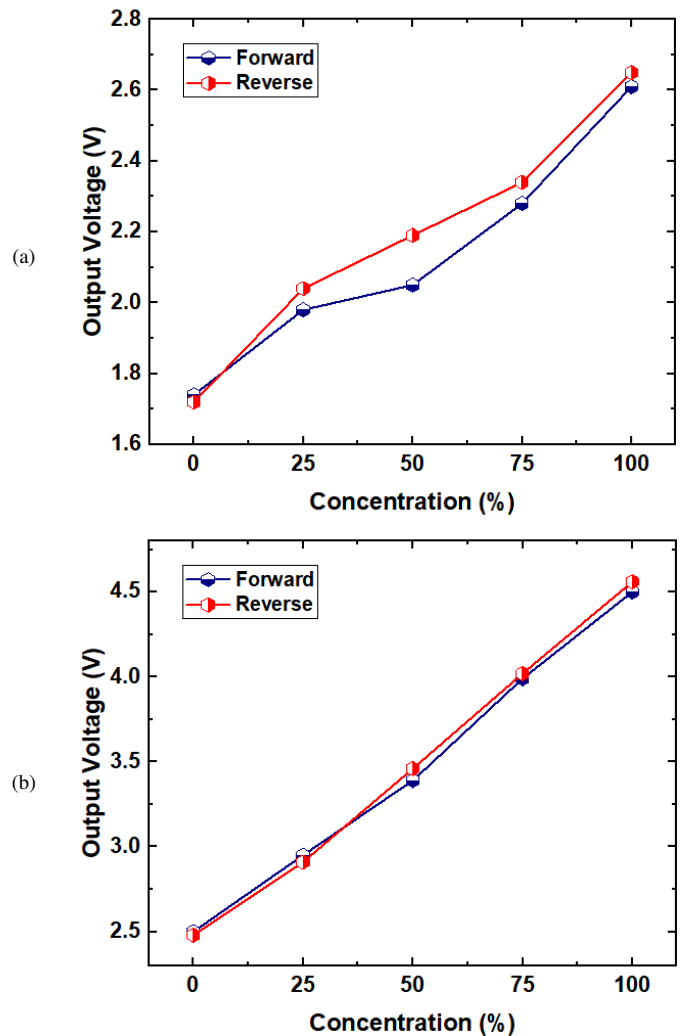 (a)
Output Voltage (V)
2.8
2.6
2.4
2.2
2.0
1.8
1.6
Forward
Reverse
0 25 50 75 100
Concentration (%)
(b)
Output Voltage (V)
4.5
4.0
3.5
3.0
2.5
Forward
Reverse
0 25 50 75 100
Concentration (%)